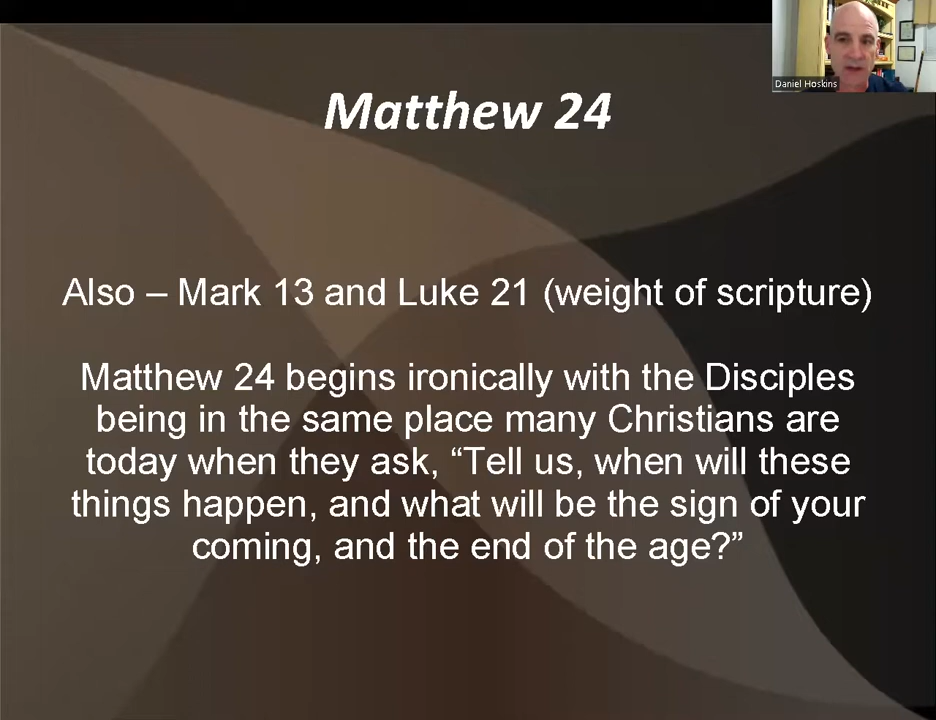 Daniel Hoskins
Matthew 24
Also – Mark 13 and Luke 21 (weight of scripture)
Matthew 24 begins ironically with the Disciples
being in the same place many Christians are
today when they ask, “Tell us, when will these
things happen, and what will be the sign of your
coming, and the end of the age?”